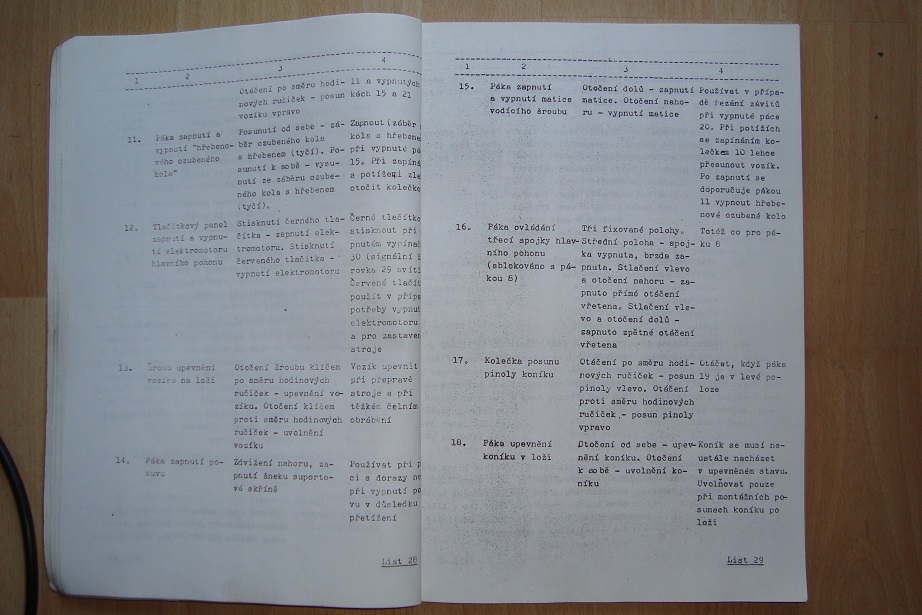 1 2 3 4
Otáčení po směru hodi- 11 a vypnutých
nových ručiček - posun kách 15 a 21
vozíku vpravo
11. Páka zapnutí a Posunutí od sebe - zá- Zapnout (záběr
vypnutí "hřebeno- běr ozubeného kola kola s hřebene
vého ozubeného s hřebenem (tyčí). Po- při vypnuté pá
kola" sunutí k sobě - vysu- 15. Při zapíná
nutí ze záběru ozube- s potížemi zle
ného kola s hřebenem otočit kolečke
(tyčí).
12. Tlačítkový panel Stisknutí černého tla- Černé tlačítko
zapnutí a vypnu- čítka - zapnutí elek- stisknout při
tí elektromotoru tromotoru. Stisknutí pnutém vypína
hlavního pohonu červeného tlačítka - 30 (signální
vypnutí elektromotoru rovka 29 svítí
Červené tlačít
použít v přípa
potřeby vypnut
elektromotoru
a pro zastaven
stroje
13. Šroub upevnění Otočení šroubu klíčem Vozík upevnit
vozíku na loži po směru hodinových při přepravě
ručiček - upevnění vo- stroje a při
zíku. Otočení klíčem těžkém čelním
proti směru hodinových obrábění
ručiček - uvolnění
vozíku
14. Páka zapnutí po- Zdvižení nahoru, za- Používat při p
suvu pnutí šneku suporto- ci s dorazy ne
vé skříně při vypnutí po
vu v důsledku
přetížení
List 28
1 2 3 4
15. Páka zapnutí Otočení dolů - zapnutí Používat v přípa-
a vypnutí matice matice. Otočení naho- dě řezání závitů
vodícího šroubu ru - vypnutí matice při vypnuté páce
20. Při potížích
se zapínáním ko-
lečkem 10 lehce
přesunout vozík.
Po zapnutí se
doporučuje pákou
11 vypnout hřebe-
nové ozubené kolo
16. Páka ovládání Tři fixované polohy. Totéž co pro pá-
třecí spojky hlav- Střední poloha - spoj- ku 8
ního pohonu ka vypnuta, brzda za-
(zblokováno s pá- pnuta. Stlačení vlevo
kou 8) a otočení nahoru - za-
pnuto přímé otáčení
vřetena. Stlačení vle-
vo a otočení dolů -
zapnuto zpětné otáčení
vřetena
17. Kolečka posunu Otáčení po směru hodi- Otáčet, když páka
pinoly koníku nových ručiček - posun 19 je v levé po-
pinoly vlevo. Otáčení loze
proti směru hodinových
ručiček - posun pinoly
vpravo
18. Páka upevnění Otočení od sebe - upev- Koník se musí ne-
koníku v loži nění koníku. Otočení ustále nacházet
k sobě - uvolnění ko- v upevněném stavu.
níku Uvolňovat pouze
při montážních po-
sunech koníku po
loži
List 29